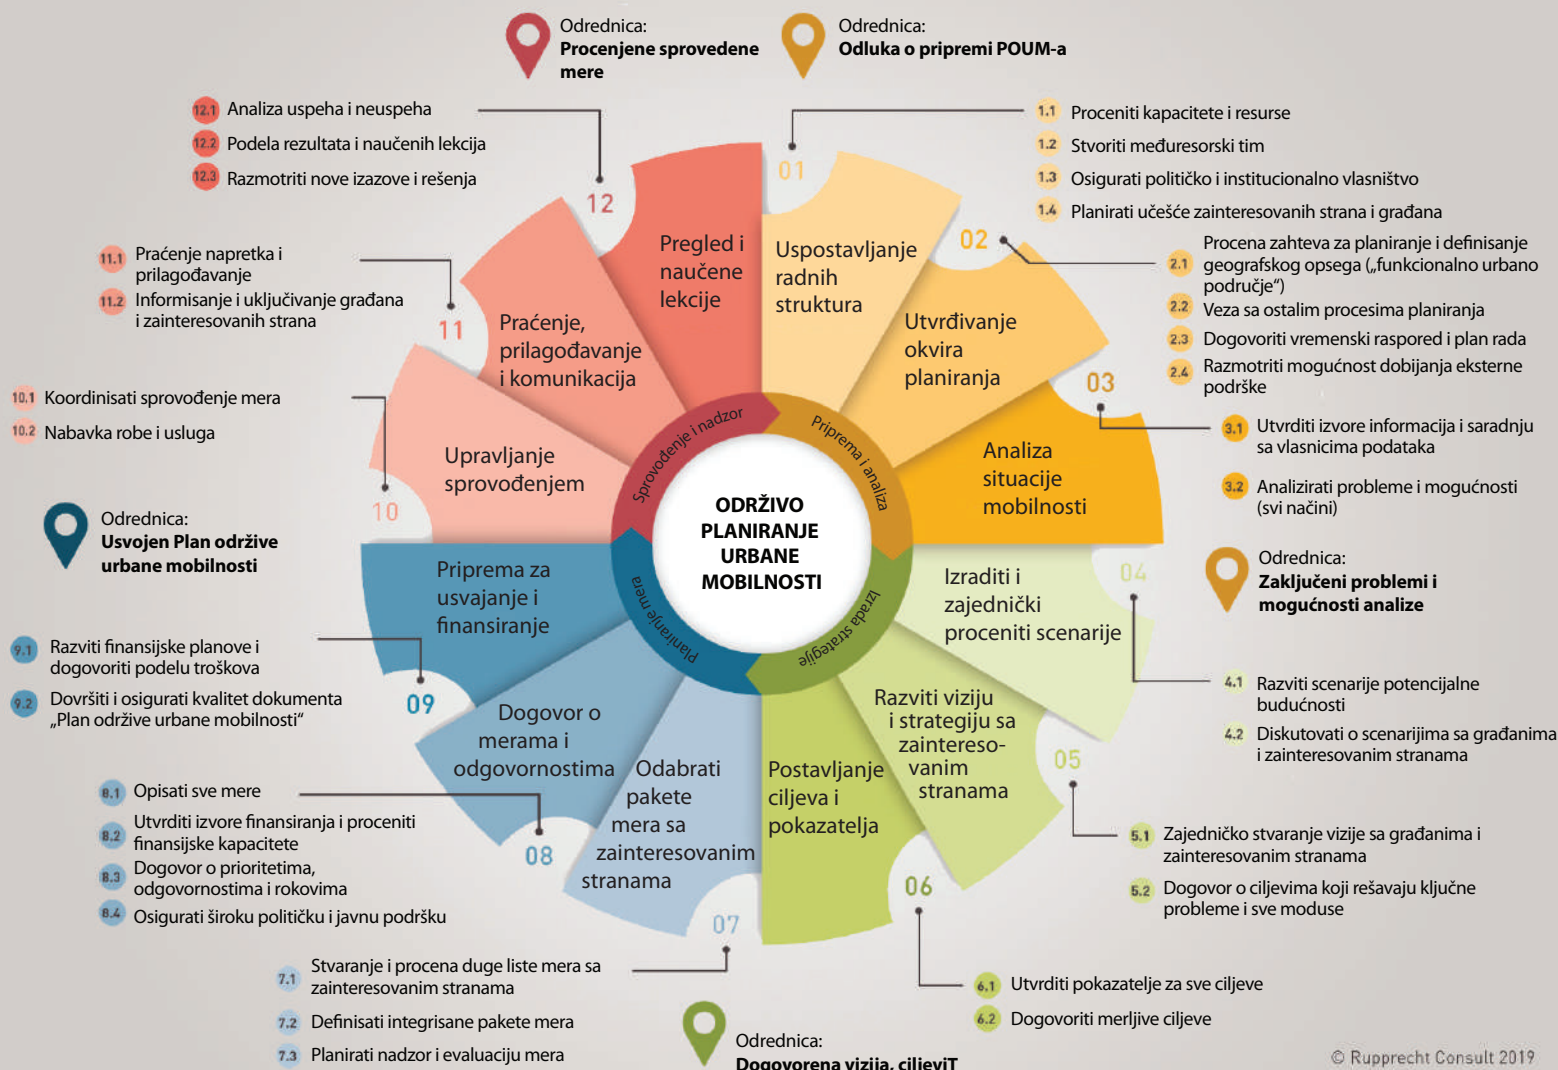 Odrednica:
Procenjene sprovedene
mere
Odrednica:
Odluka o pripremi POUM-a
12.1 Analiza uspeha i neuspeha
12.2 Podela rezultata i naučenih lekcija
12.3 Razmotriti nove izazove i rešenja
1.1 Proceniti kapacitete i resurse
1.2 Stvoriti međuresorski tim
1.3 Osigurati političko i institucionalno vlasništvo
1.4 Planirati učešće zainteresovanih strana i građana
11.1 Praćenje napretka i
prilagođavanje
11.2 Informisanje i uključivanje građana
i zainteresovanih strana
2.1 Procena zahteva za planiranje i definisanje
geografskog opsega („funkcionalno urbano
područje“)
2.2 Veza sa ostalim procesima planiranja
2.3 Dogovoriti vremenski raspored i plan rada
2.4 Razmotriti mogućnost dobijanja eksterne
podrške
10.1 Koordinisati sprovođenje mera
10.2 Nabavka robe i usluga
3.1 Utvrditi izvore informacija i saradnju
sa vlasnicima podataka
3.2 Analizirati probleme i mogućnosti
(svi načini)
Odrednica:
Usvojen Plan održive
urbane mobilnosti
Odrednica:
Zaključeni problemi i
mogućnosti analize
01
Uspostavljanje
radnih
struktura
02
Utvrđivanje
okvira
planiranja
03
Analiza
situacije
mobilnosti
04
Izraditi i
zajednički
proceniti scenarije
05
Razviti viziju
i strategiju sa
zaintereso-
vanim
stranama
06
Postavljanje
ciljeva i
pokazatelja
07
Odabrati
pakete
mera sa
zainteresovanim
stranama
08
Dogovor o
merama i
odgovornostima
09
Priprema za
usvajanje i
finansiranje
10
Upravljanje
sprovođenjem
11
Praćenje,
prilagođavanje
i komunikacija
12
Pregled i
naučene
lekcije
Sprovođenje i nadzor
Priprema i analiza
Izrada strategije
Planiranje mera
ODRŽIVO
PLANIRANJE
URBANE
MOBILNOSTI
9.1 Razviti finansijske planove i
dogovoriti podelu troškova
9.2 Dovršiti i osigurati kvalitet dokumenta
„Plan održive urbane mobilnosti“
4.1 Razviti scenarije potencijalne
budućnosti
4.2 Diskutovati o scenarijima sa građanima
i zainteresovanim stranama
8.1 Opisati sve mere
8.2 Utvrditi izvore finansiranja i proceniti
finansijske kapacitete
8.3 Dogovor o prioritetima,
odgovornostima i rokovima
8.4 Osigurati široku političku i javnu podršku
5.1 Zajedničko stvaranje vizije sa građanima i
zainteresovanim stranama
5.2 Dogovor o ciljevima koji rešavaju ključne
probleme i sve moduse
7.1 Stvaranje i procena duge liste mera sa
zainteresovanim stranama
7.2 Definisati integrisane pakete mera
7.3 Planirati nadzor i evaluaciju mera
6.1 Utvrditi pokazatelje za sve ciljeve
6.2 Dogovoriti merljive ciljeve
Odrednica:
Dogovorena vizija, ciljeviT
© Rupprecht Consult 2019